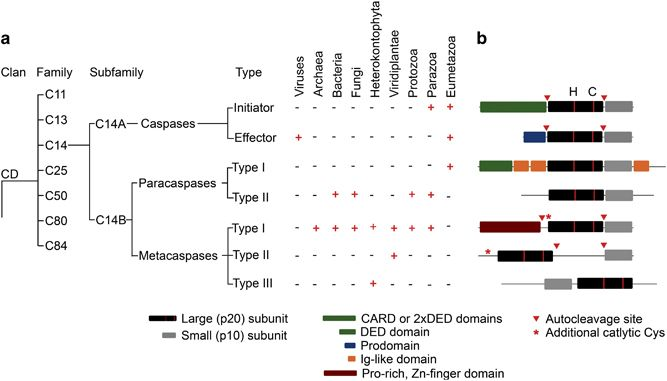 a
b
Clan Family Subfamily Type
Viruses
Archaea
Bacteria
Fungi
Heterokontophyta
Viridiplantae
Protozoa
Parazoa
Eumetazoa
H C
CD
C11
C13
C14
C25
C50
C80
C84
C14A
C14B
Caspases
Paracaspases
Metacaspases
Initiator - - - - - - - + +
Effector + - - - - - - - +
Type I - - - - - - - - +
Type II - - + + - - + + -
Type I - + + + + + + + -
Type II - - - - - + - - -
Type III - - - - + - - - -
*
*
Large (p20) subunit
Small (p10) subunit
CARD or 2xDED domains
DED domain
Prodomain
Ig-like domain
Pro-rich, Zn-finger domain
Autocleavage site
* Additional catlytic Cys